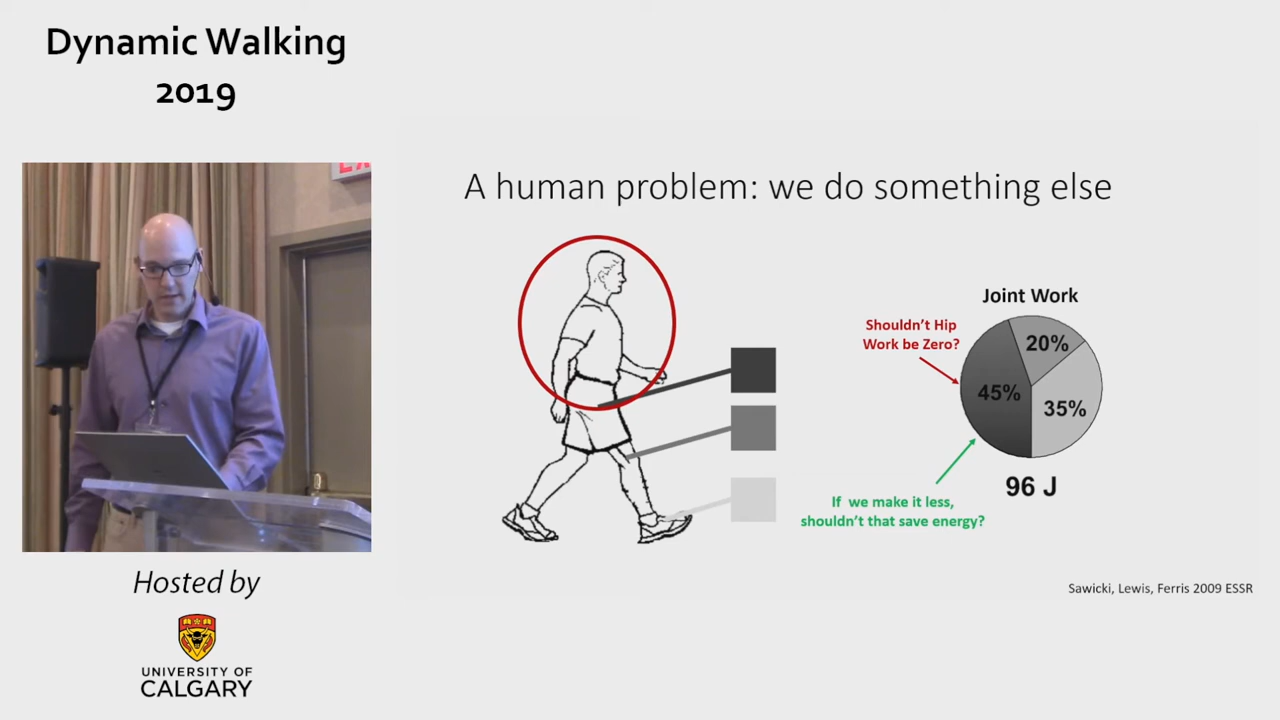 Dynamic Walking
2019
EX
A human problem: we do something else
Joint Work
Shouldn't Hip
Work be Zero?
20%
45%
35%
96 J
If we make it less,
shouldn't that save energy?
Sawicki, Lewis, Ferris 2009 ESSR
Hosted by
UNIVERSITY OF
CALGARY